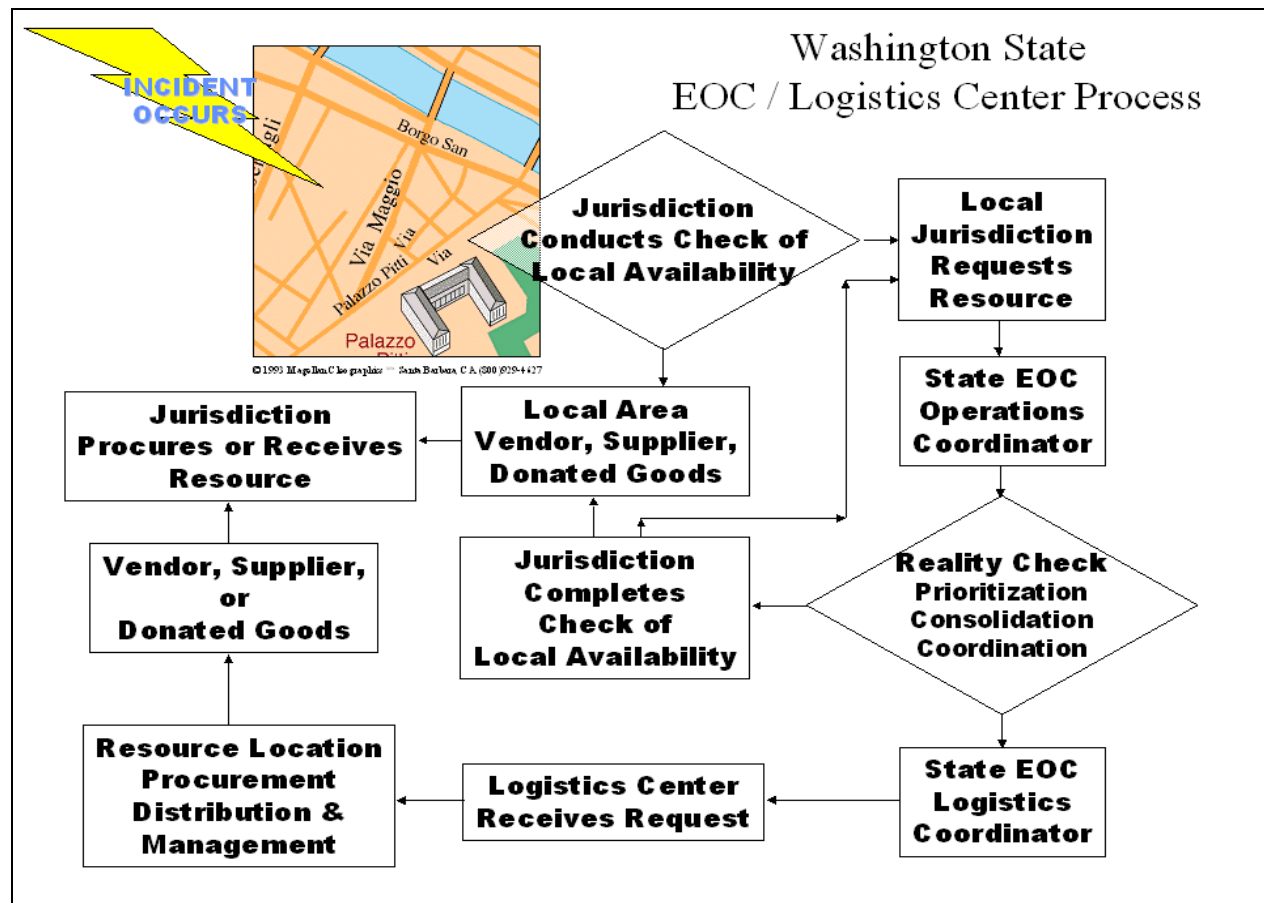 Washington State
EOC / Logistics Center Process
INCIDENT
OCCURS
Borgo San
Via Maggio
Via
Via
Palazzo Pitti
Palazzo
Jurisdiction
Conducts Check of
Local Availability
Local
Jurisdiction
Requests
Resource
State EOC
Operations
Coordinator
Jurisdiction
Procures or Receives
Resource
Local Area
Vendor, Supplier,
Donated Goods
Vendor, Supplier,
or
Donated Goods
Jurisdiction
Completes
Check of
Local Availability
Reality Check
Prioritization
Consolidation
Coordination
Resource Location
Procurement
Distribution &
Management
Logistics Center
Receives Request
State EOC
Logistics
Coordinator